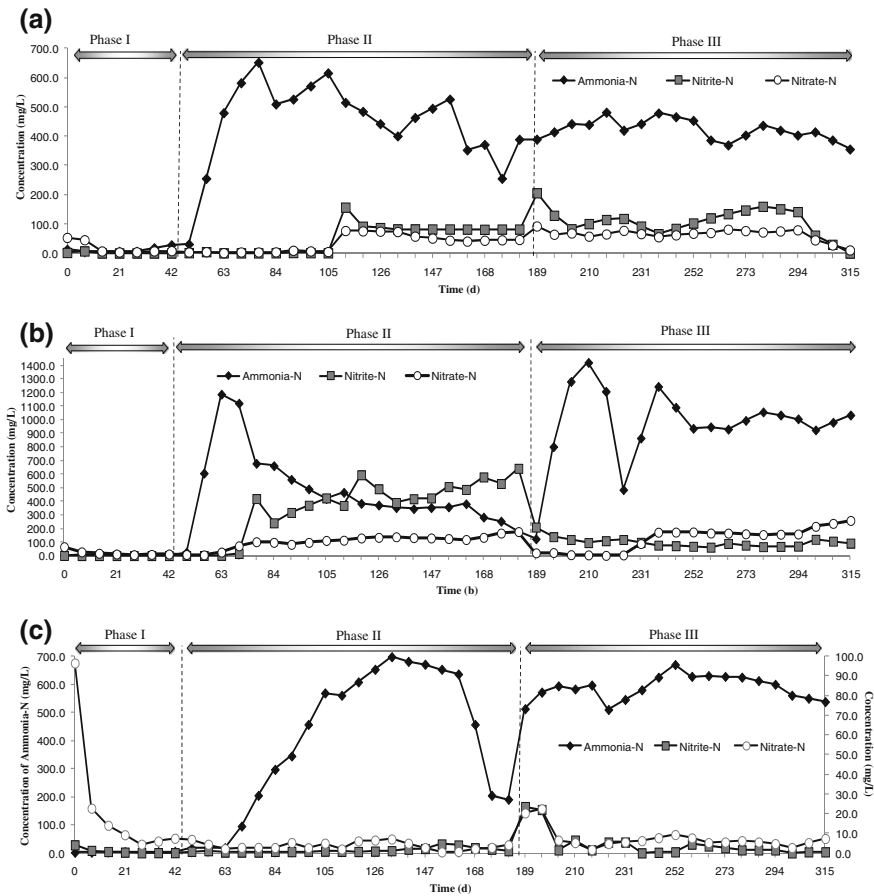 (a)
Phase I Phase II Phase III
700.0
600.0
500.0
400.0
300.0
200.0
100.0
0.0
Concentration (mg/L)
Ammonia-N Nitrite-N Nitrate-N
0 21 42 63 84 105 126 147 168 189 210 231 252 273 294 315
Time (d)
(b)
Phase I Phase II Phase III
1400.0
1300.0
1200.0
1100.0
1000.0
900.0
800.0
700.0
600.0
500.0
400.0
300.0
200.0
100.0
0.0
Concentration (mg/L)
Ammonia-N Nitrite-N Nitrate-N
0 21 42 63 84 105 126 147 168 189 210 231 252 273 294 315
Time (b)
(c)
Phase I Phase II Phase III
700.0
600.0
500.0
400.0
300.0
200.0
100.0
0.0
Concentration of Ammonia-N (mg/L)
100.0
90.0
80.0
70.0
60.0
50.0
40.0
30.0
20.0
10.0
0.0
Concentration (mg/L)
Ammonia-N Nitrite-N Nitrate-N
0 21 42 63 84 105 126 147 168 189 210 231 252 273 294 315
Time (d)